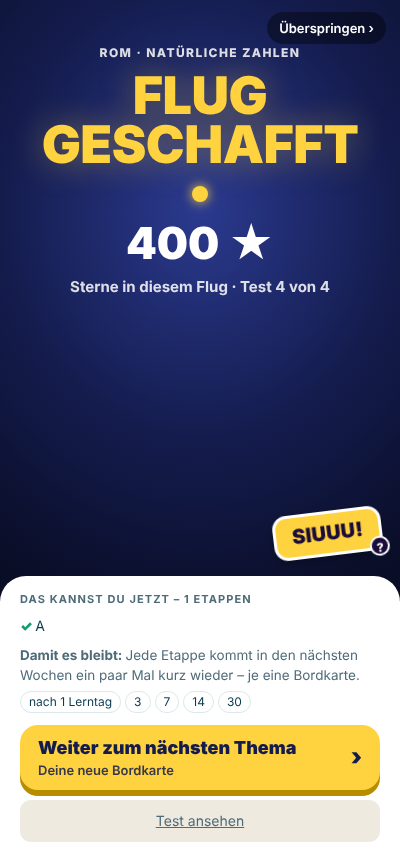 Überspringen ›
ROM · NATÜRLICHE ZAHLEN
FLUG
GESCHAFFT
400 ★
Sterne in diesem Flug · Test 4 von 4
SIUUU!
?
DAS KANNST DU JETZT – 1 ETAPPEN
✔ A
Damit es bleibt: Jede Etappe kommt in den nächsten
Wochen ein paar Mal kurz wieder – je eine Bordkarte.
nach 1 Lerntag 3 7 14 30
Weiter zum nächsten Thema ›
Deine neue Bordkarte
Test ansehen